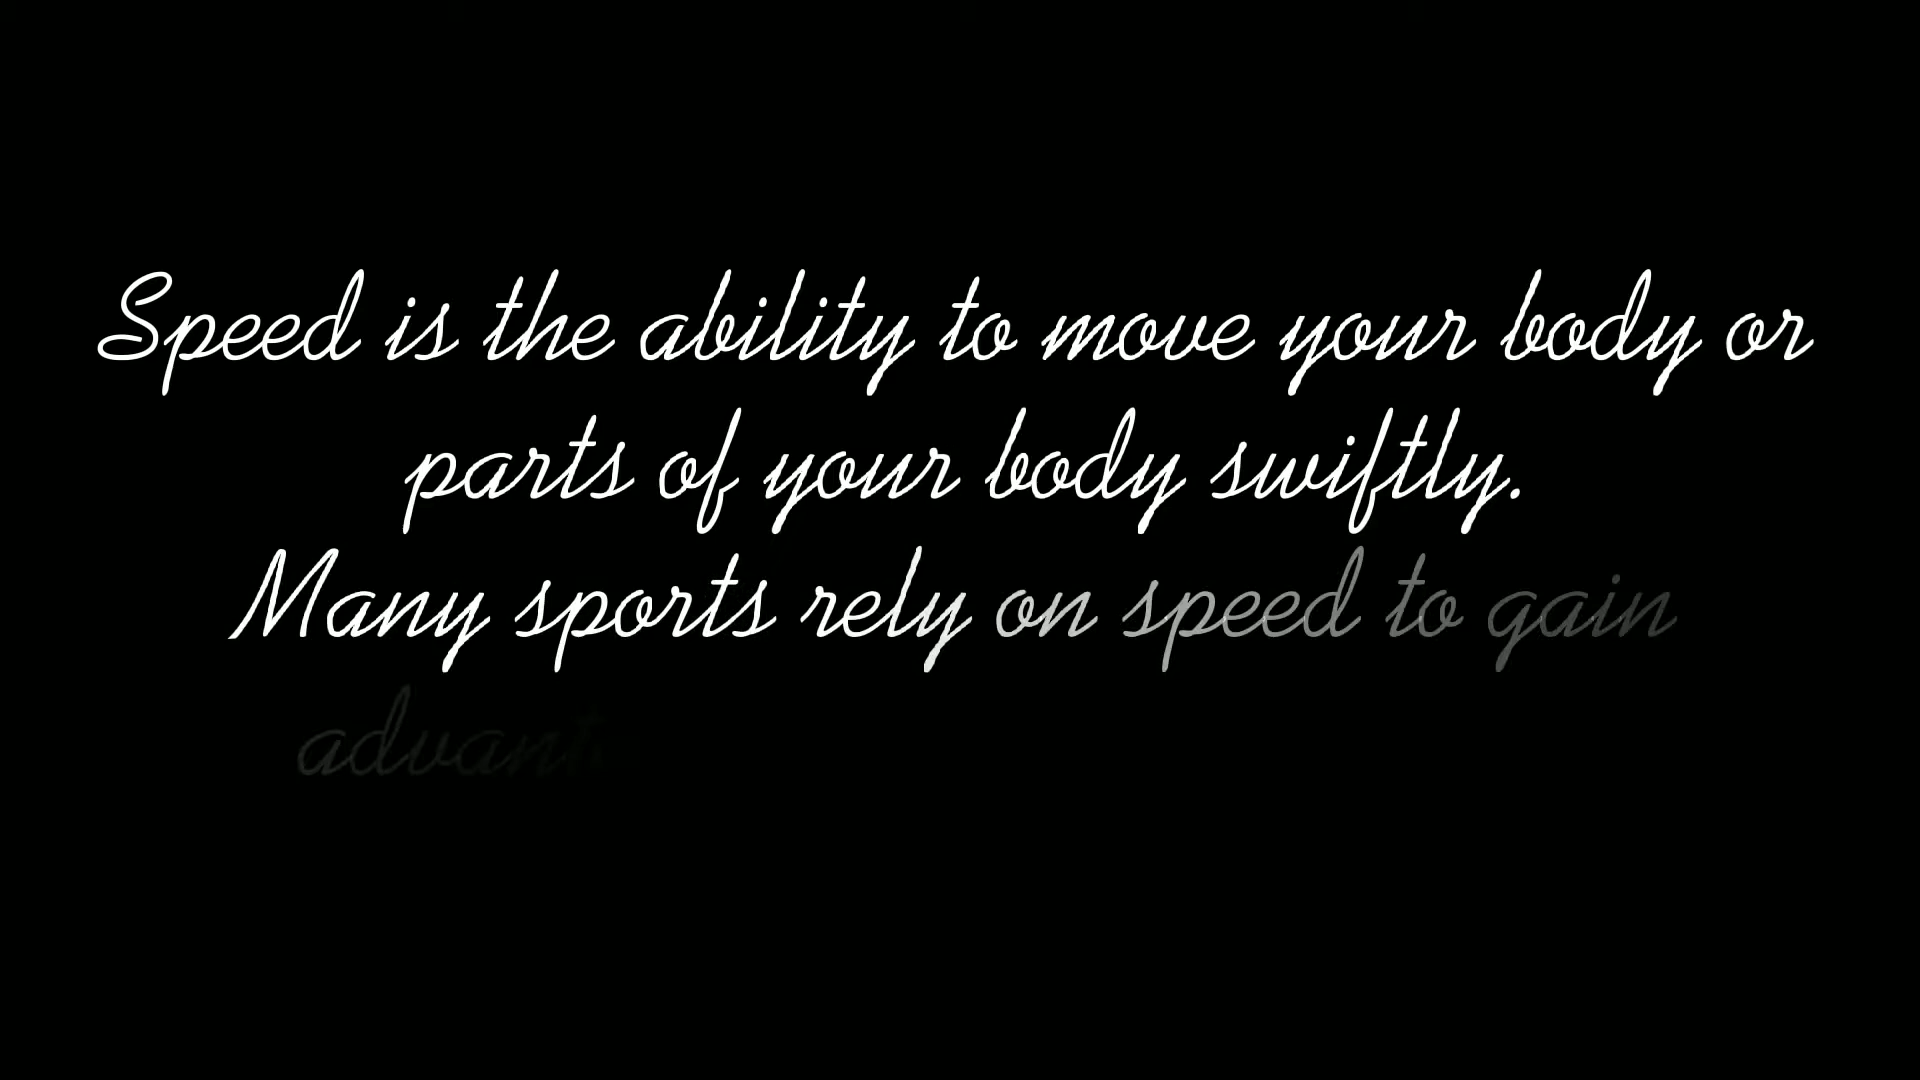 Speed is the ability to move your body or
parts of your body swiftly.
Many sports rely on speed to gain